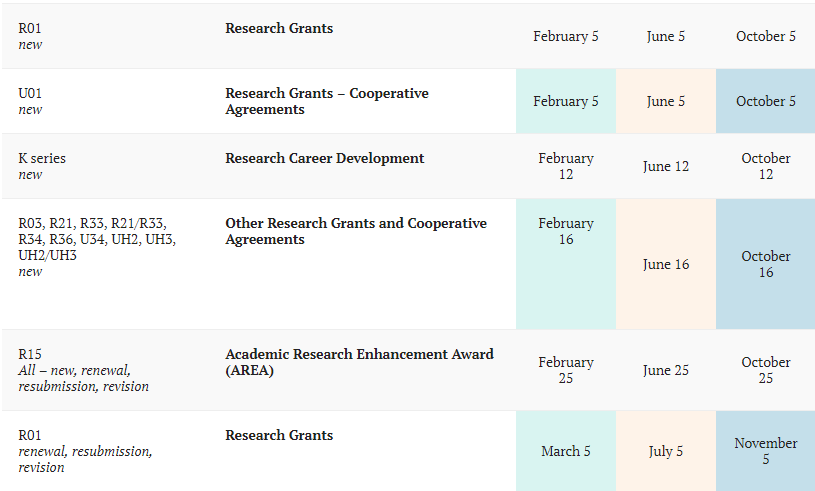 R01
new
Research Grants
February 5
June 5
October 5
U01
new
Research Grants – Cooperative
Agreements
February 5
June 5
October 5
K series
new
Research Career Development
February
12
June 12
October
12
R03, R21, R33, R21/R33,
R34, R36, U34, UH2, UH3,
UH2/UH3
new
Other Research Grants and Cooperative
Agreements
February
16
June 16
October
16
R15
All – new, renewal,
resubmission, revision
Academic Research Enhancement Award
(AREA)
February
25
June 25
October
25
R01
renewal, resubmission,
revision
Research Grants
March 5
July 5
November
5